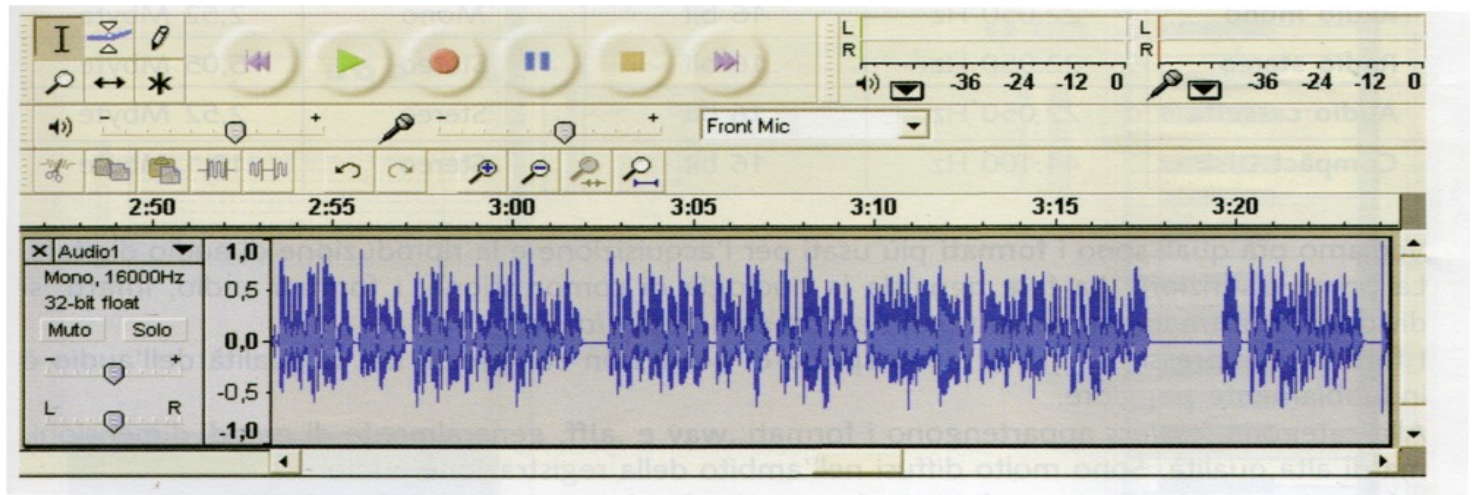 L
R
-36 -24 -12 0
L
R
-36 -24 -12 0
- +
- +
Front Mic
2:50 2:55 3:00 3:05 3:10 3:15 3:20
Audio1
Mono, 16000Hz
32-bit float
Muto Solo
- +
L R
1,0
0,5
0,0
-0,5
-1,0